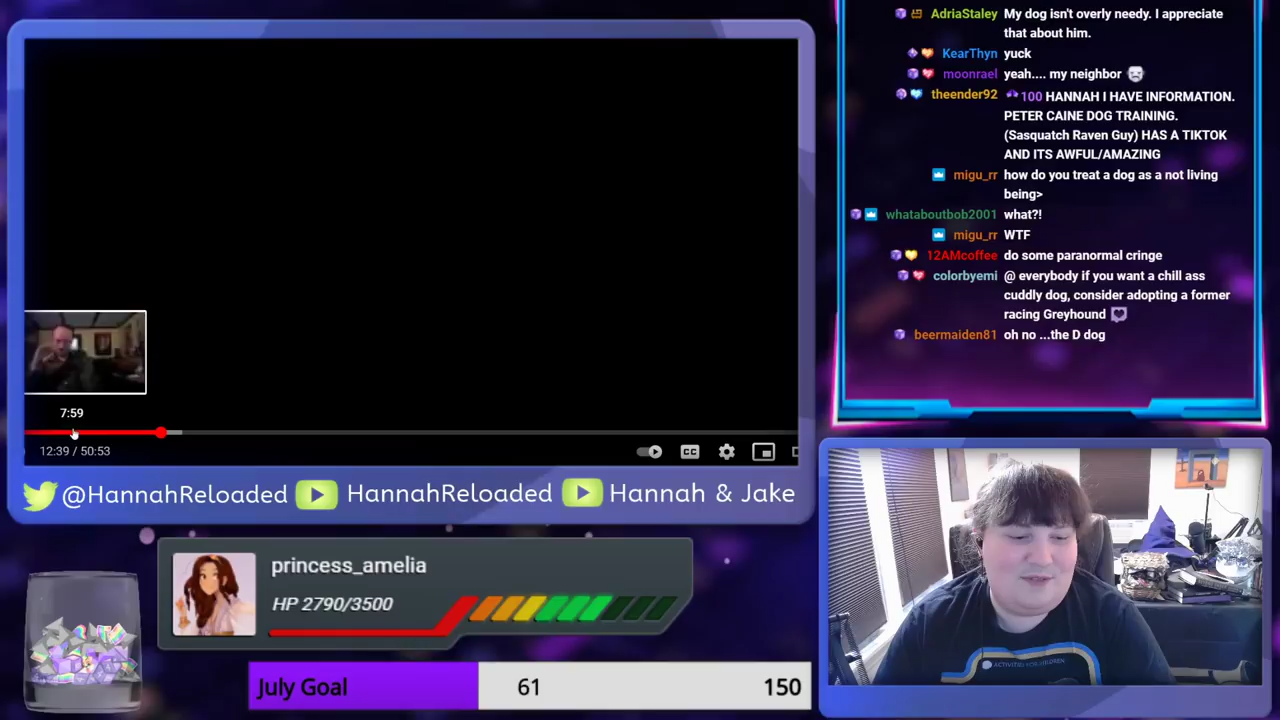 AdriaStaley My dog isn't overly needy. I appreciate
that about him.
KearThyn yuck
moonrael yeah.... my neighbor
theender92 100 HANNAH I HAVE INFORMATION.
PETER CAINE DOG TRAINING.
(Sasquatch Raven Guy) HAS A TIKTOK
AND ITS AWFUL/AMAZING
migu_rr how do you treat a dog as a not living
being>
whataboutbob2001 what?!
migu_rr WTF
12AMcoffee do some paranormal cringe
colorbyemi @ everybody if you want a chill ass
cuddly dog, consider adopting a former
racing Greyhound
beermaiden81 oh no ...the D dog
7:59
12:39 / 50:53
CC
@HannahReloaded HannahReloaded Hannah & Jake
princess_amelia
HP 2790/3500
July Goal 61 150
ACTIVITIES FOR CHILDREN